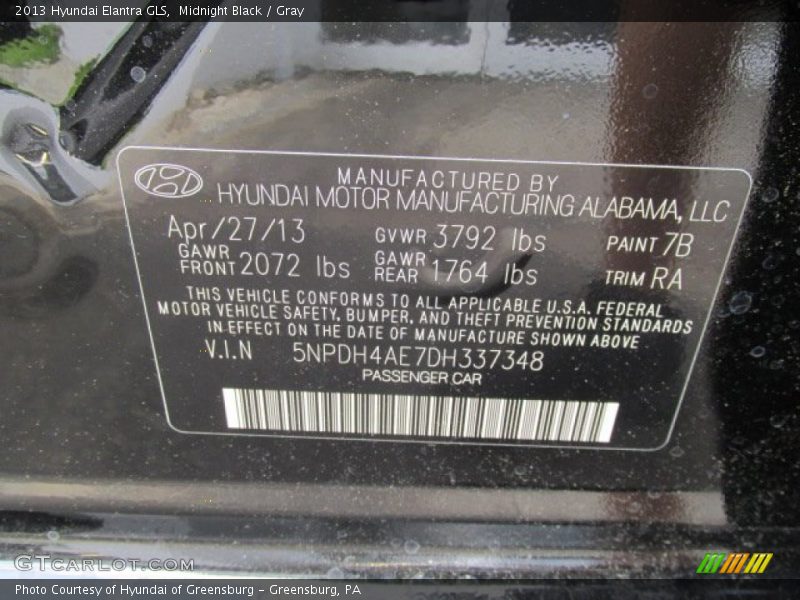 2013 Hyundai Elantra GLS, Midnight Black / Gray
MANUFACTURED BY
HYUNDAI MOTOR MANUFACTURING ALABAMA, LLC
Apr/27/13 GVWR 3792 lbs PAINT 7B
GAWR FRONT 2072 lbs GAWR REAR 1764 lbs TRIM RA
THIS VEHICLE CONFORMS TO ALL APPLICABLE U.S.A. FEDERAL
MOTOR VEHICLE SAFETY, BUMPER, AND THEFT PREVENTION STANDARDS
IN EFFECT ON THE DATE OF MANUFACTURE SHOWN ABOVE
V.I.N 5NPDH4AE7DH337348
PASSENGER CAR
GTCARLOT.COM
Photo Courtesy of Hyundai of Greensburg - Greensburg, PA